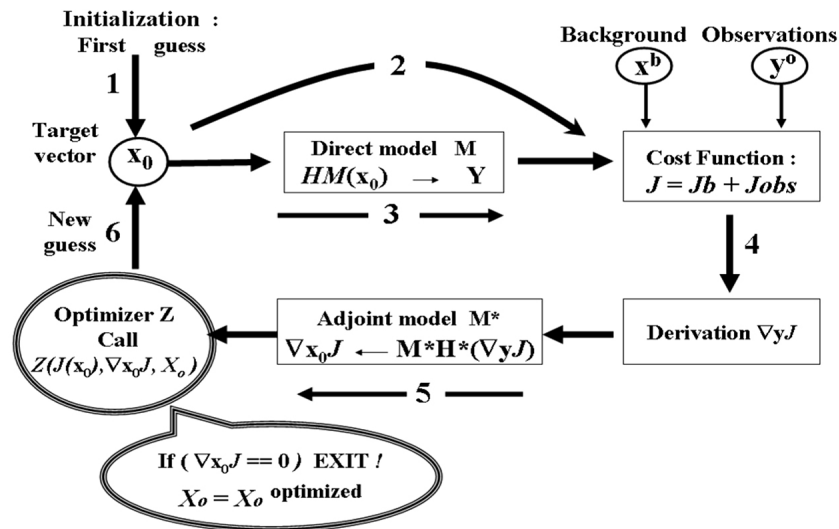 Initialization :
First guess
1
2
Background Observations
xᵇ
yᵒ
Target
vector
x₀
Direct model M
HM(x₀) → Y
3
Cost Function :
J = Jb + Jobs
4
New
guess
6
Optimizer Z
Call
Z(J(x₀),∇x₀J, Xₒ)
Adjoint model M*
∇x₀J ← M*H*(∇yJ)
5
Derivation ∇yJ
If ( ∇x₀J == 0 ) EXIT !
Xₒ = Xₒ optimized